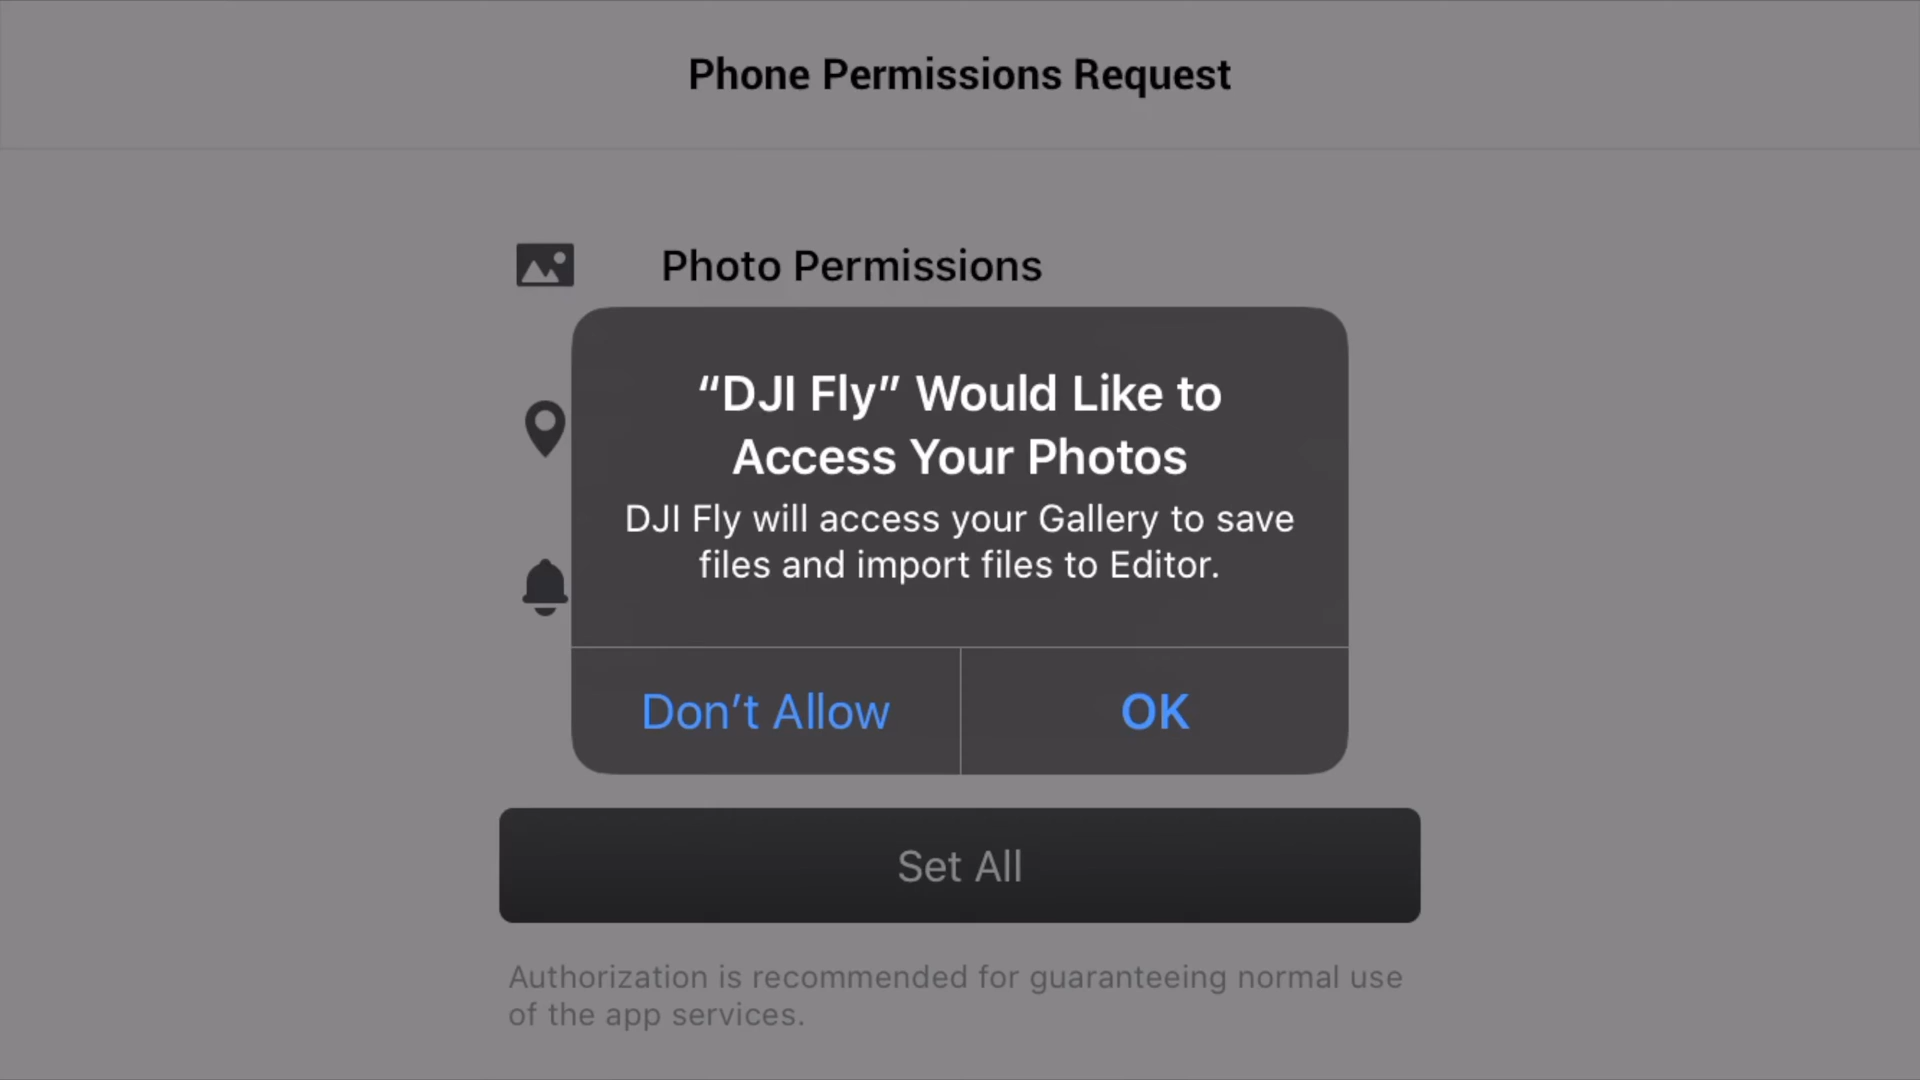 Phone Permissions Request
Photo Permissions
“DJI Fly” Would Like to
Access Your Photos
DJI Fly will access your Gallery to save
files and import files to Editor.
Don’t Allow
OK
Set All
Authorization is recommended for guaranteeing normal use
of the app services.